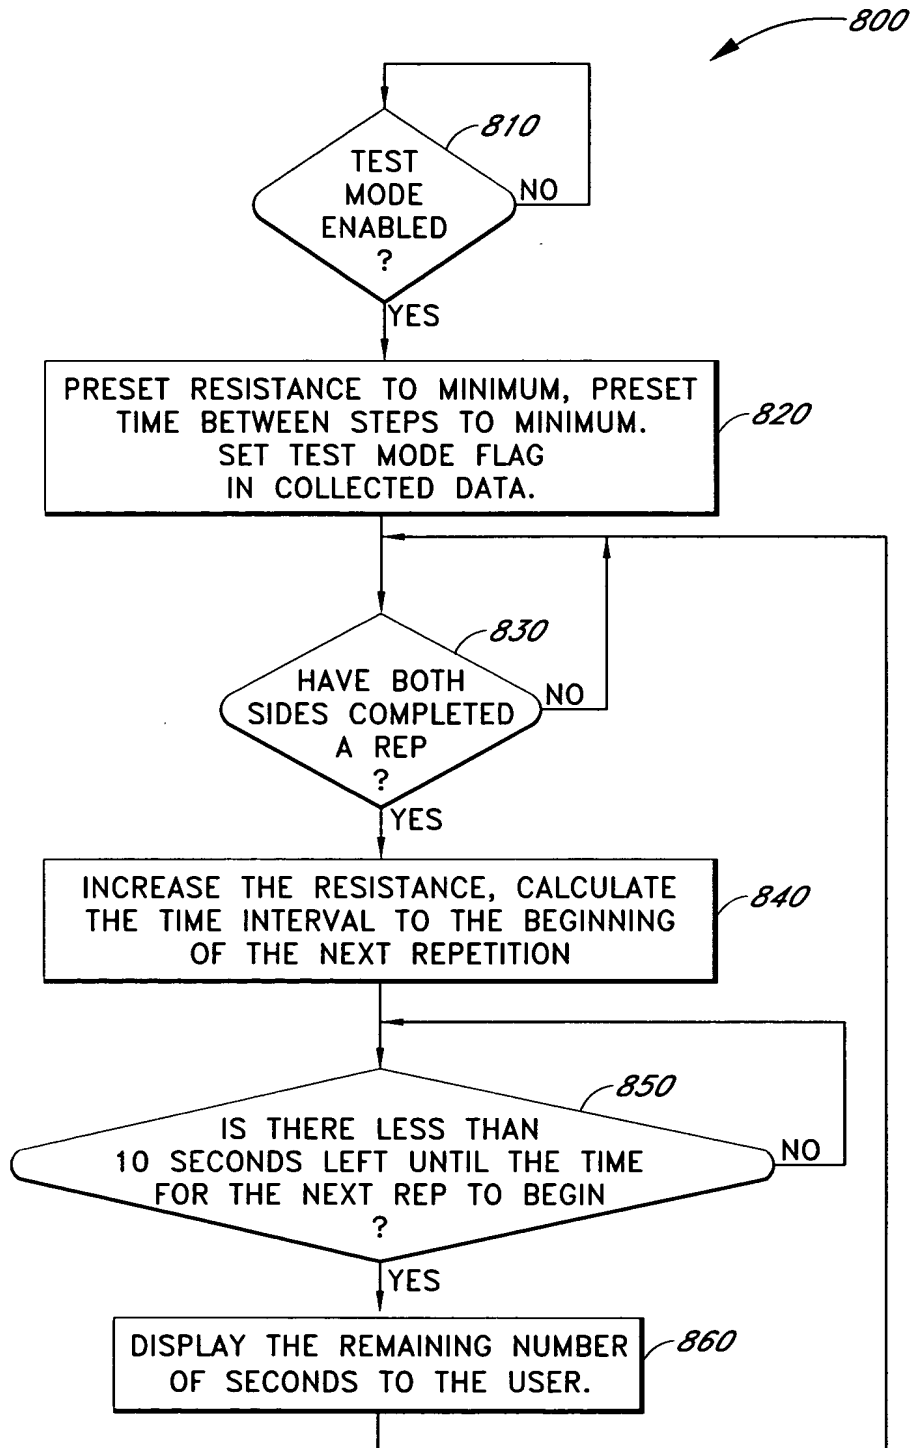 800
810
TEST
MODE
ENABLED
?
NO
YES
PRESET RESISTANCE TO MINIMUM, PRESET
TIME BETWEEN STEPS TO MINIMUM.
SET TEST MODE FLAG
IN COLLECTED DATA.
820
830
HAVE BOTH
SIDES COMPLETED
A REP
?
NO
YES
INCREASE THE RESISTANCE, CALCULATE
THE TIME INTERVAL TO THE BEGINNING
OF THE NEXT REPETITION
840
850
IS THERE LESS THAN
10 SECONDS LEFT UNTIL THE TIME
FOR THE NEXT REP TO BEGIN
?
NO
YES
DISPLAY THE REMAINING NUMBER
OF SECONDS TO THE USER.
860